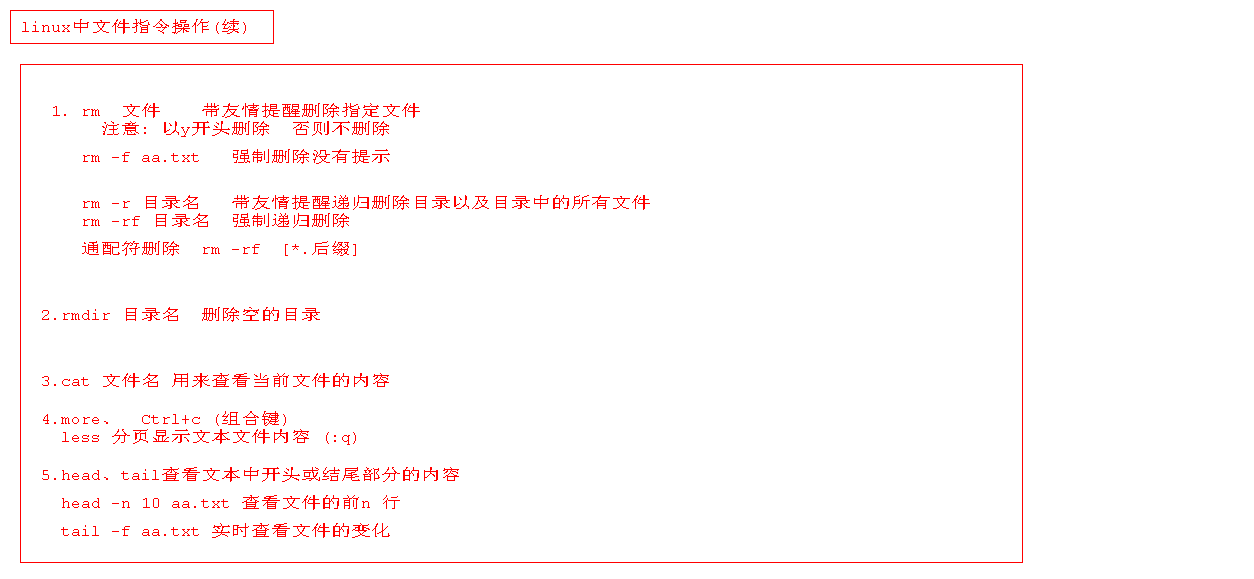 linux中文件指令操作(续)
1. rm 文件 带友情提醒删除指定文件
注意: 以y开头删除 否则不删除
rm -f aa.txt 强制删除没有提示
rm -r 目录名 带友情提醒递归删除目录以及目录中的所有文件
rm -rf 目录名 强制递归删除
通配符删除 rm -rf [*.后缀]
2.rmdir 目录名 删除空的目录
3.cat 文件名 用来查看当前文件的内容
4.more、 Ctrl+c (组合键)
less 分页显示文本文件内容 (:q)
5.head、tail查看文本中开头或结尾部分的内容
head -n 10 aa.txt 查看文件的前n 行
tail -f aa.txt 实时查看文件的变化